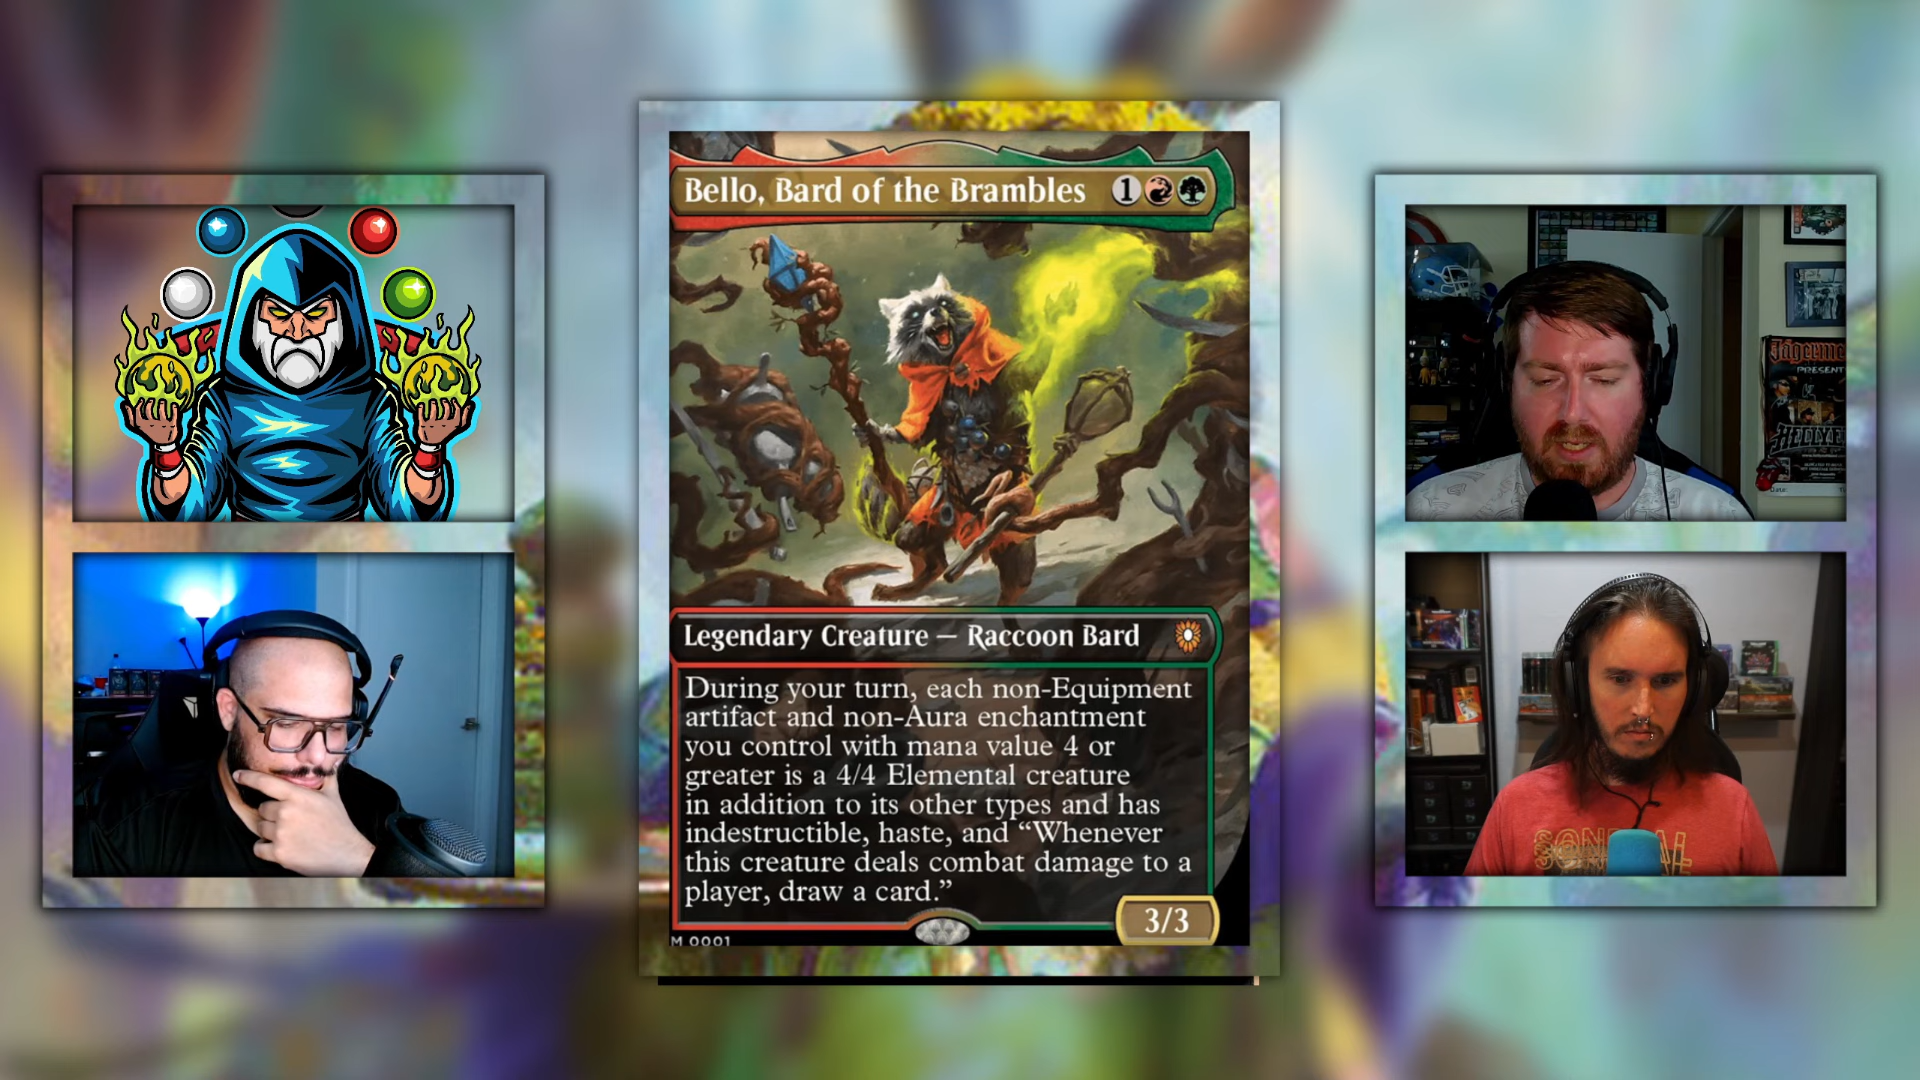 Bello, Bard of the Brambles 1
Legendary Creature — Raccoon Bard
During your turn, each non-Equipment
artifact and non-Aura enchantment
you control with mana value 4 or
greater is a 4/4 Elemental creature
in addition to its other types and has
indestructible, haste, and “Whenever
this creature deals combat damage to a
player, draw a card.”
3/3
M 0001
Jägerme
PRESENT
HELLYE